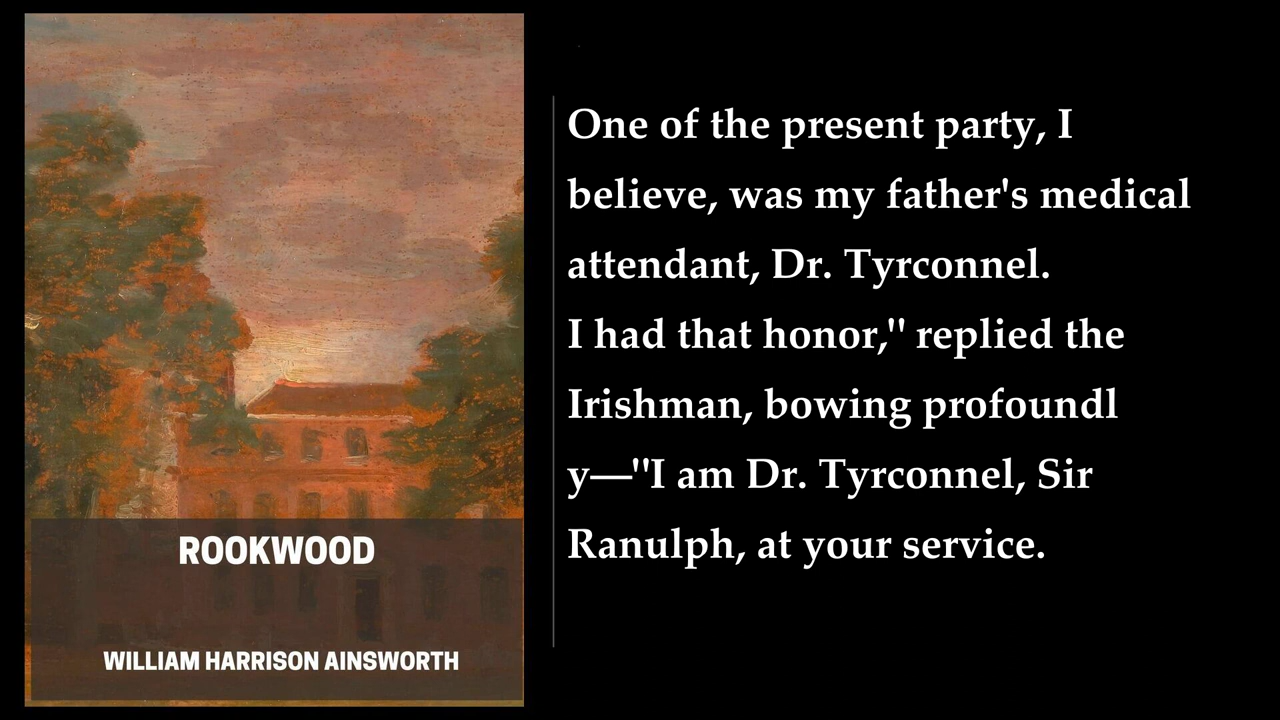 ROOKWOOD
WILLIAM HARRISON AINSWORTH
One of the present party, I
believe, was my father's medical
attendant, Dr. Tyrconnel.
I had that honor," replied the
Irishman, bowing profoundl
y—"I am Dr. Tyrconnel, Sir
Ranulph, at your service.